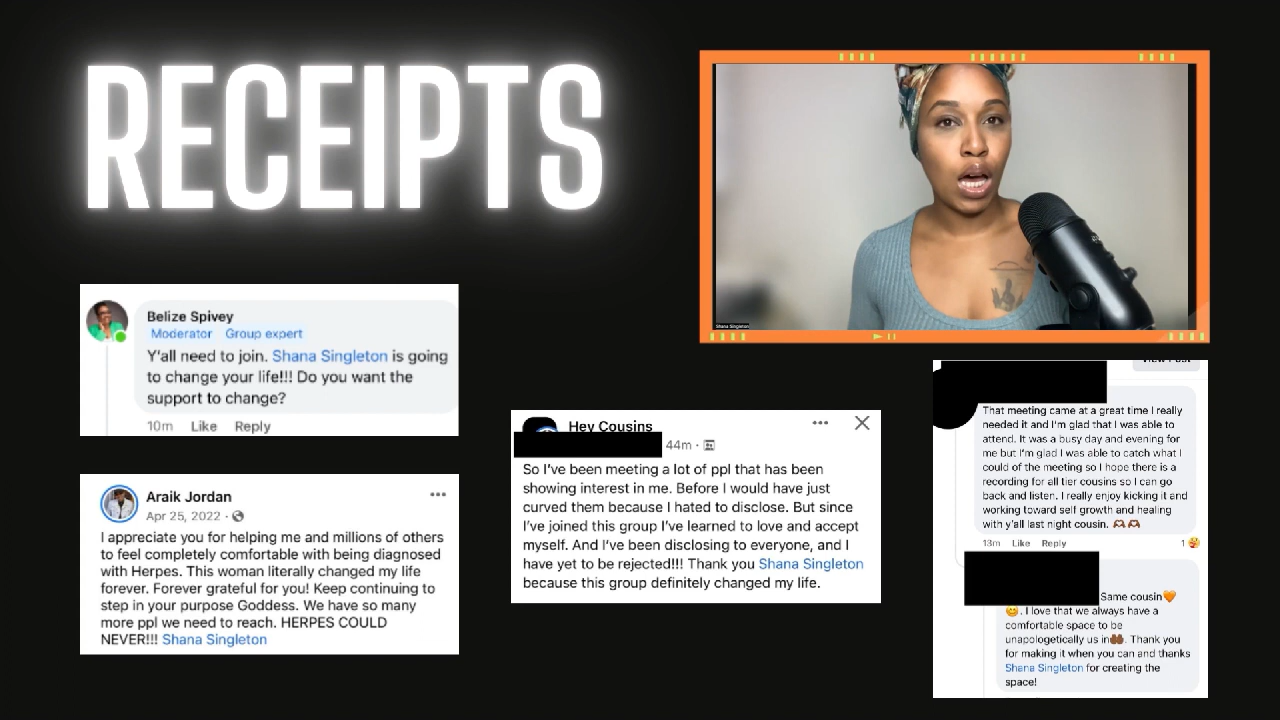 RECEIPTS
Shana Singleton
Belize Spivey
Moderator Group expert
Y'all need to join. Shana Singleton is going
to change your life!!! Do you want the
support to change?
10m Like Reply
Araik Jordan
Apr 25, 2022 ·
I appreciate you for helping me and millions of others
to feel completely comfortable with being diagnosed
with Herpes. This woman literally changed my life
forever. Forever grateful for you! Keep continuing to
step in your purpose Goddess. We have so many
more ppl we need to reach. HERPES COULD
NEVER!!! Shana Singleton
Hey Cousins
44m ·
So I've been meeting a lot of ppl that has been
showing interest in me. Before I would have just
curved them because I hated to disclose. But since
I've joined this group I've learned to love and accept
myself. And I've been disclosing to everyone, and I
have yet to be rejected!!! Thank you Shana Singleton
because this group definitely changed my life.
View Post
That meeting came at a great time I really
needed it and I'm glad that I was able to
attend. It was a busy day and evening for
me but I'm glad I was able to catch what I
could of the meeting so I hope there is a
recording for all tier cousins so I can go
back and listen. I really enjoy kicking it and
working toward self growth and healing
with y'all last night cousin. 🫶🏾 🫶🏾
13m Like Reply 1 🥰
Same cousin🧡
😊. I love that we always have a
comfortable space to be
unapologetically us in🤎. Thank you
for making it when you can and thanks
Shana Singleton for creating the
space!